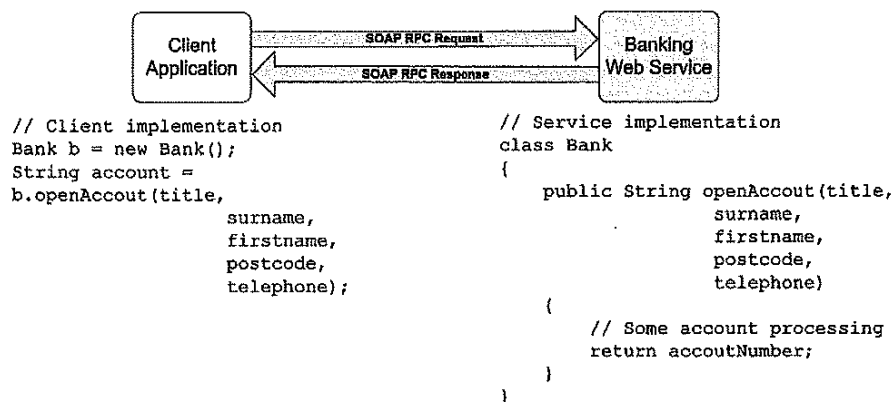 Client
Application
SOAP RPC Request
SOAP RPC Response
Banking
Web Service
// Client implementation
Bank b = new Bank();
String account =
b.openAccout(title,
surname,
firstname,
postcode,
telephone);
// Service implementation
class Bank
{
public String openAccout(title,
surname,
firstname,
postcode,
telephone)
{
// Some account processing
return accoutNumber;
}
}